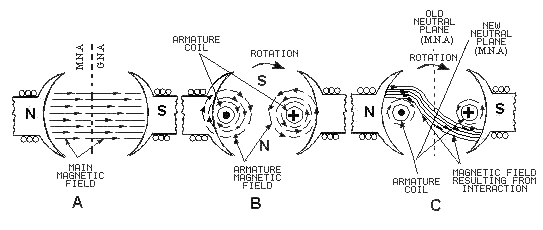 M.N.A
G.N.A
N
S
MAIN
MAGNETIC
FIELD
A
ARMATURE
COIL
ROTATION
S
N
ARMATURE
MAGNETIC
FIELD
B
OLD
NEUTRAL
PLANE
(M.N.A)
NEW
NEUTRAL
PLANE
(M.N.A)
ROTATION
N
S
ARMATURE
COIL
MAGNETIC FIELD
RESULTING FROM
INTERACTION
C